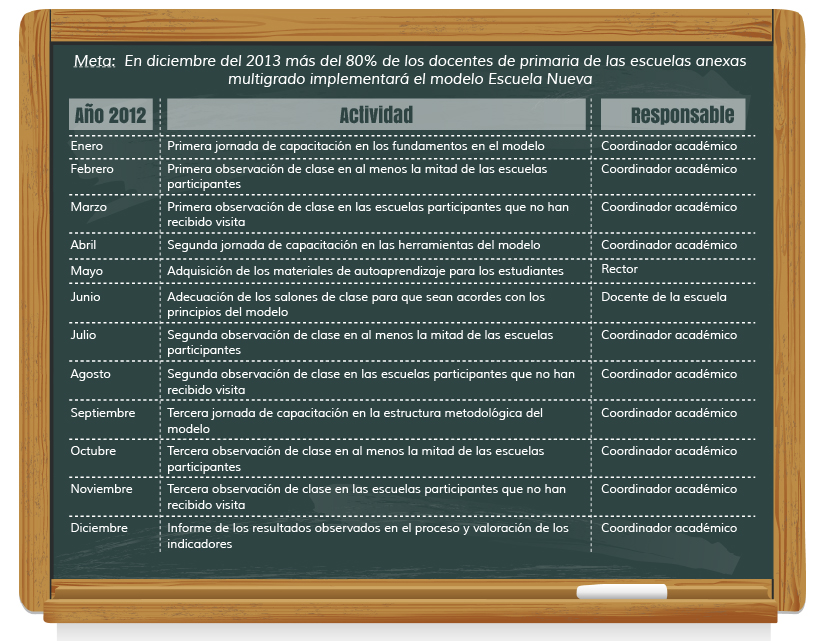 Meta: En diciembre del 2013 más del 80% de los docentes de primaria de las escuelas anexas
multigrado implementará el modelo Escuela Nueva
Año 2012 Actividad Responsable
Enero Primera jornada de capacitación en los fundamentos en el modelo Coordinador académico
Febrero Primera observación de clase en al menos la mitad de las escuelas Coordinador académico
participantes
Marzo Primera observación de clase en las escuelas participantes que no han Coordinador académico
recibido visita
Abril Segunda jornada de capacitación en las herramientas del modelo Coordinador académico
Mayo Adquisición de los materiales de autoaprendizaje para los estudiantes Rector
Junio Adecuación de los salones de clase para que sean acordes con los Docente de la escuela
principios del modelo
Julio Segunda observación de clase en al menos la mitad de las escuelas Coordinador académico
participantes
Agosto Segunda observación de clase en las escuelas participantes que no han Coordinador académico
recibido visita
Septiembre Tercera jornada de capacitación en la estructura metodológica del Coordinador académico
modelo
Octubre Tercera observación de clase en al menos la mitad de las escuelas Coordinador académico
participantes
Noviembre Tercera observación de clase en las escuelas participantes que no han Coordinador académico
recibido visita
Diciembre Informe de los resultados observados en el proceso y valoración de los Coordinador académico
indicadores